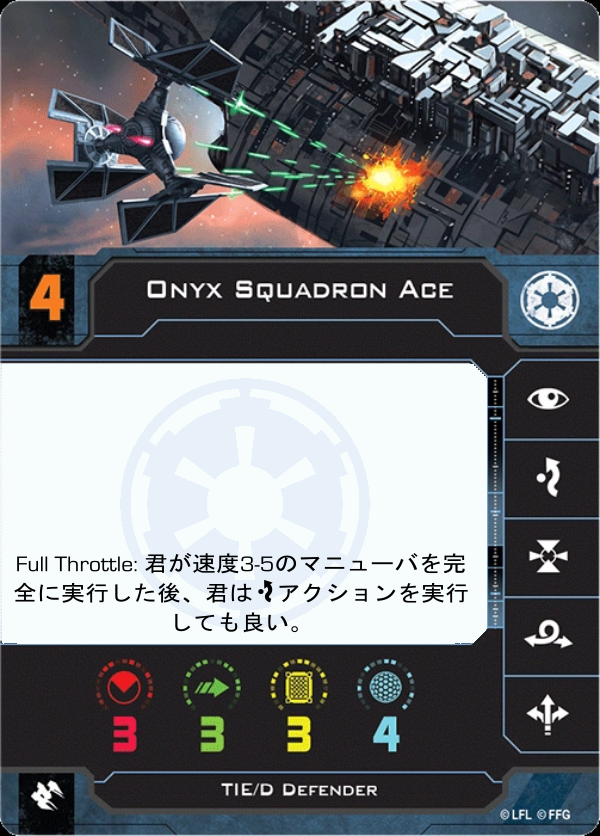 4
Onyx Squadron Ace
Full Throttle: 君が速度3-5のマニューバを完
全に実行した後、君はアクションを実行
しても良い。
3 3 3 4
TIE/D Defender
© LFL © FFG